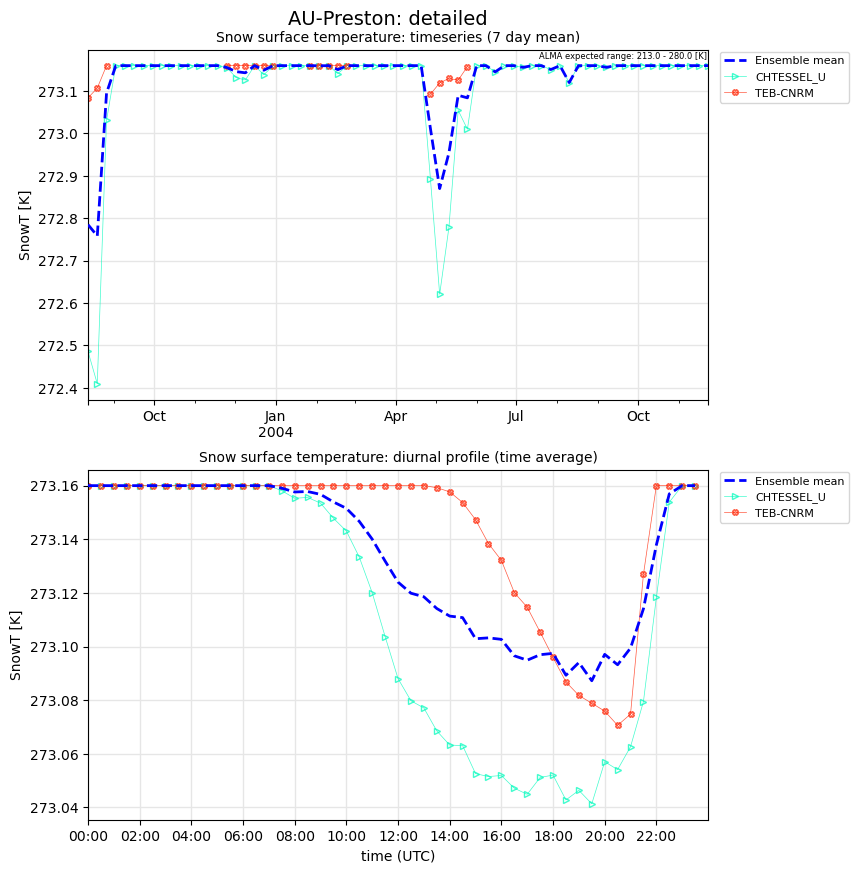 AU-Preston: detailed
Snow surface temperature: timeseries (7 day mean)
ALMA expected range: 213.0 - 280.0 [K]
Ensemble mean
CHTESSEL_U
TEB-CNRM
273.1
273.0
272.9
272.8
272.7
272.6
272.5
272.4
SnowT [K]
Oct
Jan
2004
Apr
Jul
Oct
Snow surface temperature: diurnal profile (time average)
Ensemble mean
CHTESSEL_U
TEB-CNRM
273.16
273.14
273.12
273.10
273.08
273.06
273.04
SnowT [K]
00:00 02:00 04:00 06:00 08:00 10:00 12:00 14:00 16:00 18:00 20:00 22:00
time (UTC)